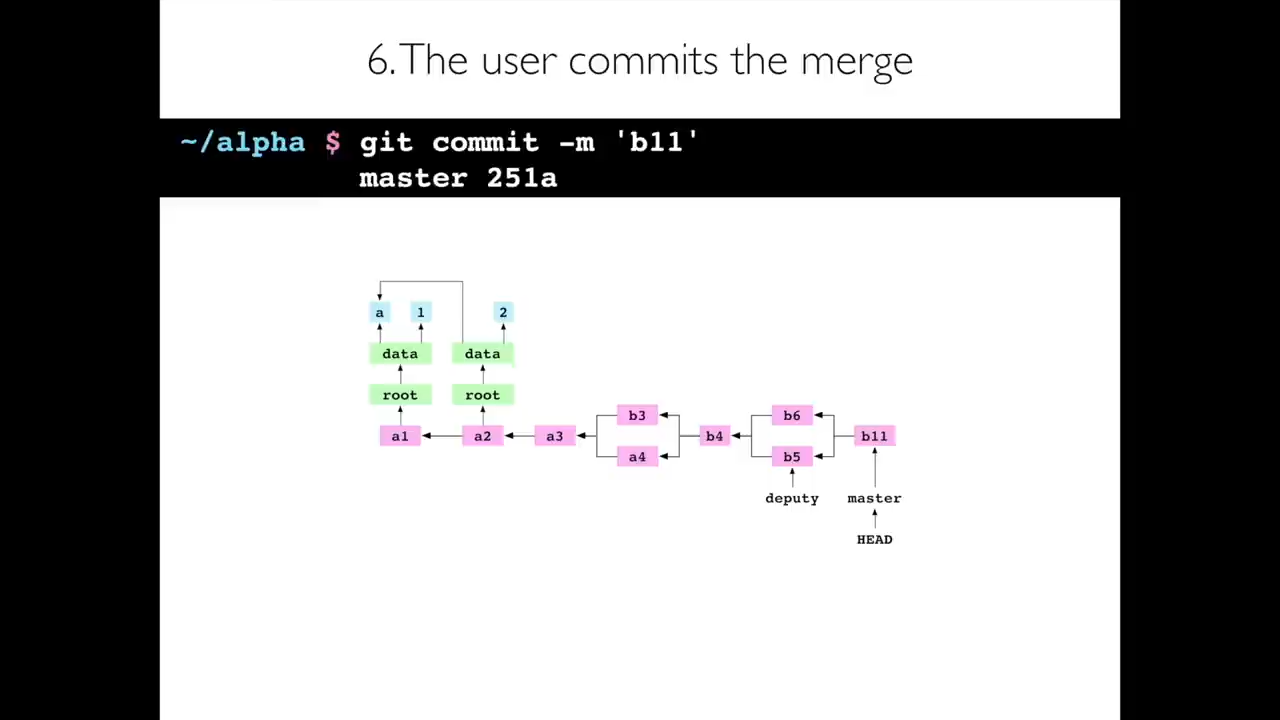 6. The user commits the merge
~/alpha $ git commit -m 'b11'
master 251a
a 1 2
data data
root root
b3 b6
a1 a2 a3 b4 b11
a4 b5
deputy master
HEAD